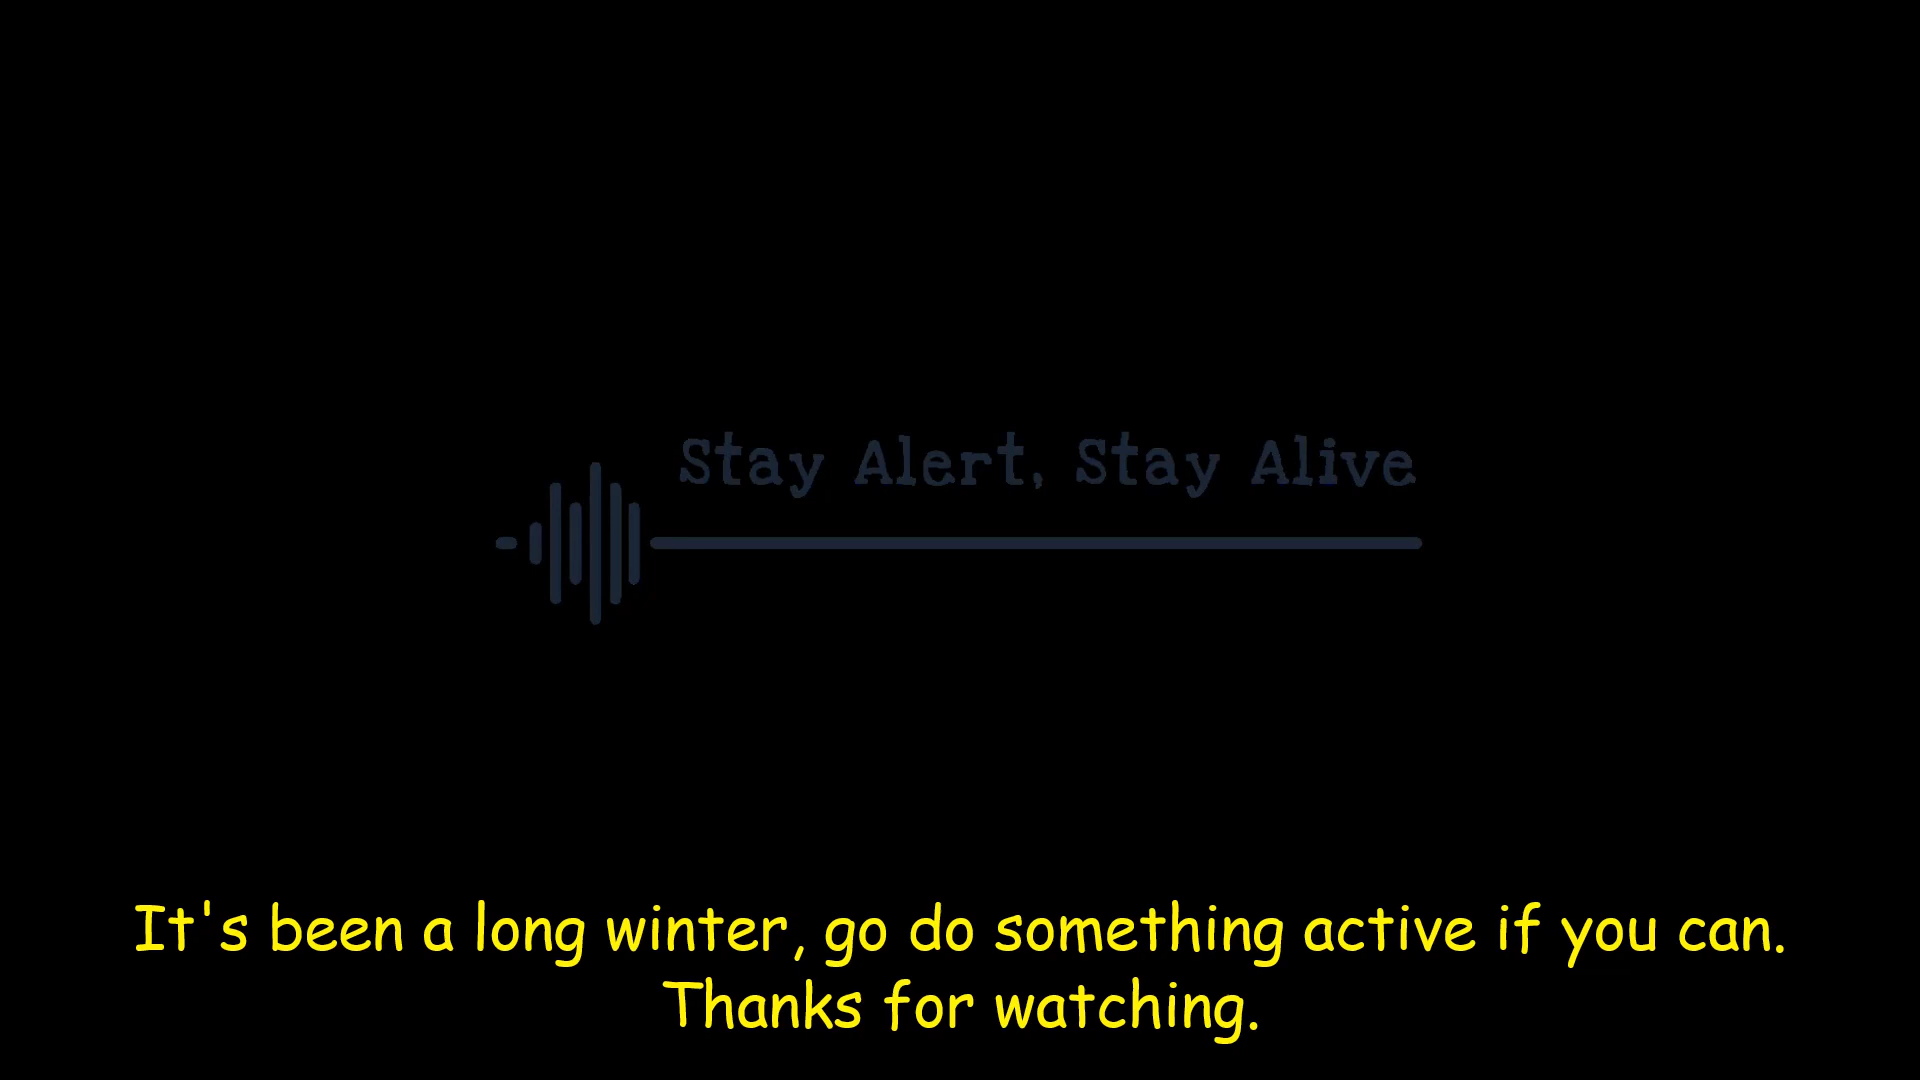 Stay Alert, Stay Alive
It's been a long winter, go do something active if you can.
Thanks for watching.